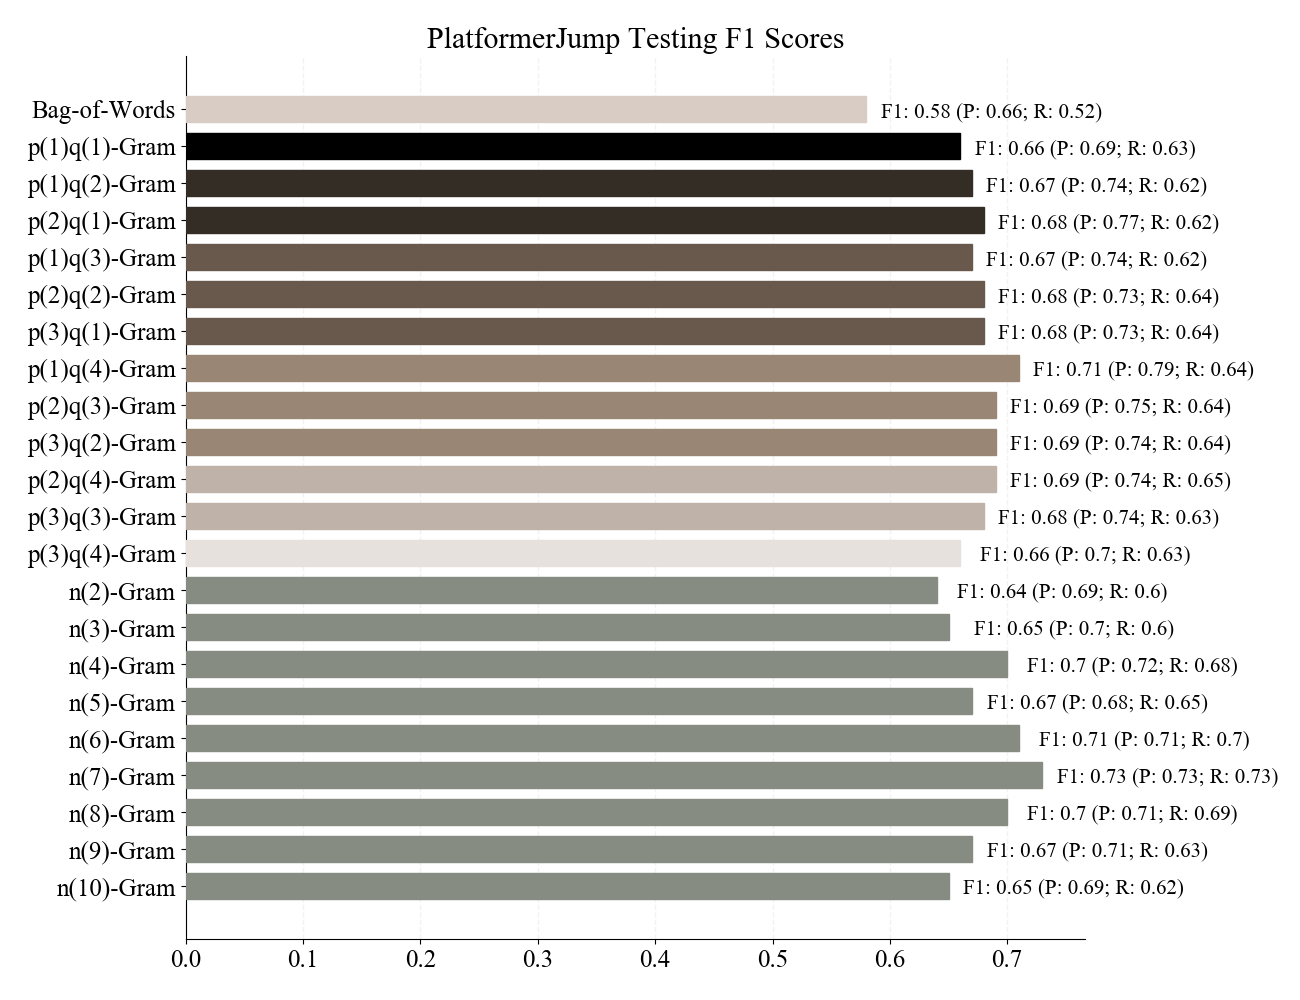 PlatformerJump Testing F1 Scores
Bag-of-Words F1: 0.58 (P: 0.66; R: 0.52)
p(1)q(1)-Gram F1: 0.66 (P: 0.69; R: 0.63)
p(1)q(2)-Gram F1: 0.67 (P: 0.74; R: 0.62)
p(2)q(1)-Gram F1: 0.68 (P: 0.77; R: 0.62)
p(1)q(3)-Gram F1: 0.67 (P: 0.74; R: 0.62)
p(2)q(2)-Gram F1: 0.68 (P: 0.73; R: 0.64)
p(3)q(1)-Gram F1: 0.68 (P: 0.73; R: 0.64)
p(1)q(4)-Gram F1: 0.71 (P: 0.79; R: 0.64)
p(2)q(3)-Gram F1: 0.69 (P: 0.75; R: 0.64)
p(3)q(2)-Gram F1: 0.69 (P: 0.74; R: 0.64)
p(2)q(4)-Gram F1: 0.69 (P: 0.74; R: 0.65)
p(3)q(3)-Gram F1: 0.68 (P: 0.74; R: 0.63)
p(3)q(4)-Gram F1: 0.66 (P: 0.7; R: 0.63)
n(2)-Gram F1: 0.64 (P: 0.69; R: 0.6)
n(3)-Gram F1: 0.65 (P: 0.7; R: 0.6)
n(4)-Gram F1: 0.7 (P: 0.72; R: 0.68)
n(5)-Gram F1: 0.67 (P: 0.68; R: 0.65)
n(6)-Gram F1: 0.71 (P: 0.71; R: 0.7)
n(7)-Gram F1: 0.73 (P: 0.73; R: 0.73)
n(8)-Gram F1: 0.7 (P: 0.71; R: 0.69)
n(9)-Gram F1: 0.67 (P: 0.71; R: 0.63)
n(10)-Gram F1: 0.65 (P: 0.69; R: 0.62)
0.0 0.1 0.2 0.3 0.4 0.5 0.6 0.7